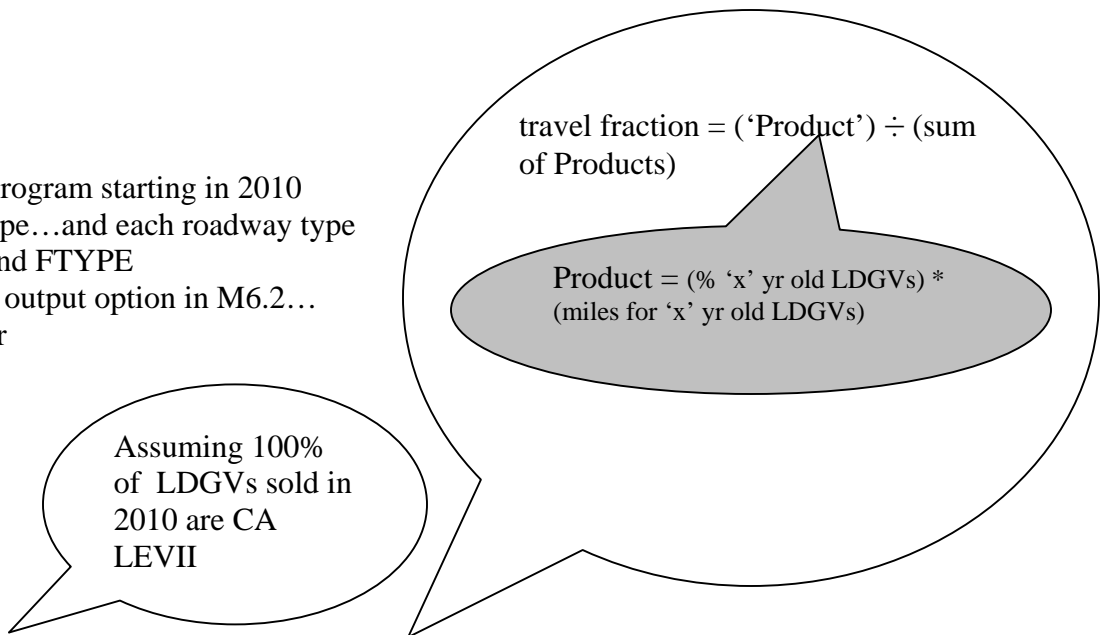 rogram starting in 2010
pe…and each roadway type
nd FTYPE
output option in M6.2…
r
travel fraction = (‘Product’) ÷ (sum
of Products)
Product = (% ‘x’ yr old LDGVs) *
(miles for ‘x’ yr old LDGVs)
Assuming 100%
of  LDGVs sold in
2010 are CA
LEVII